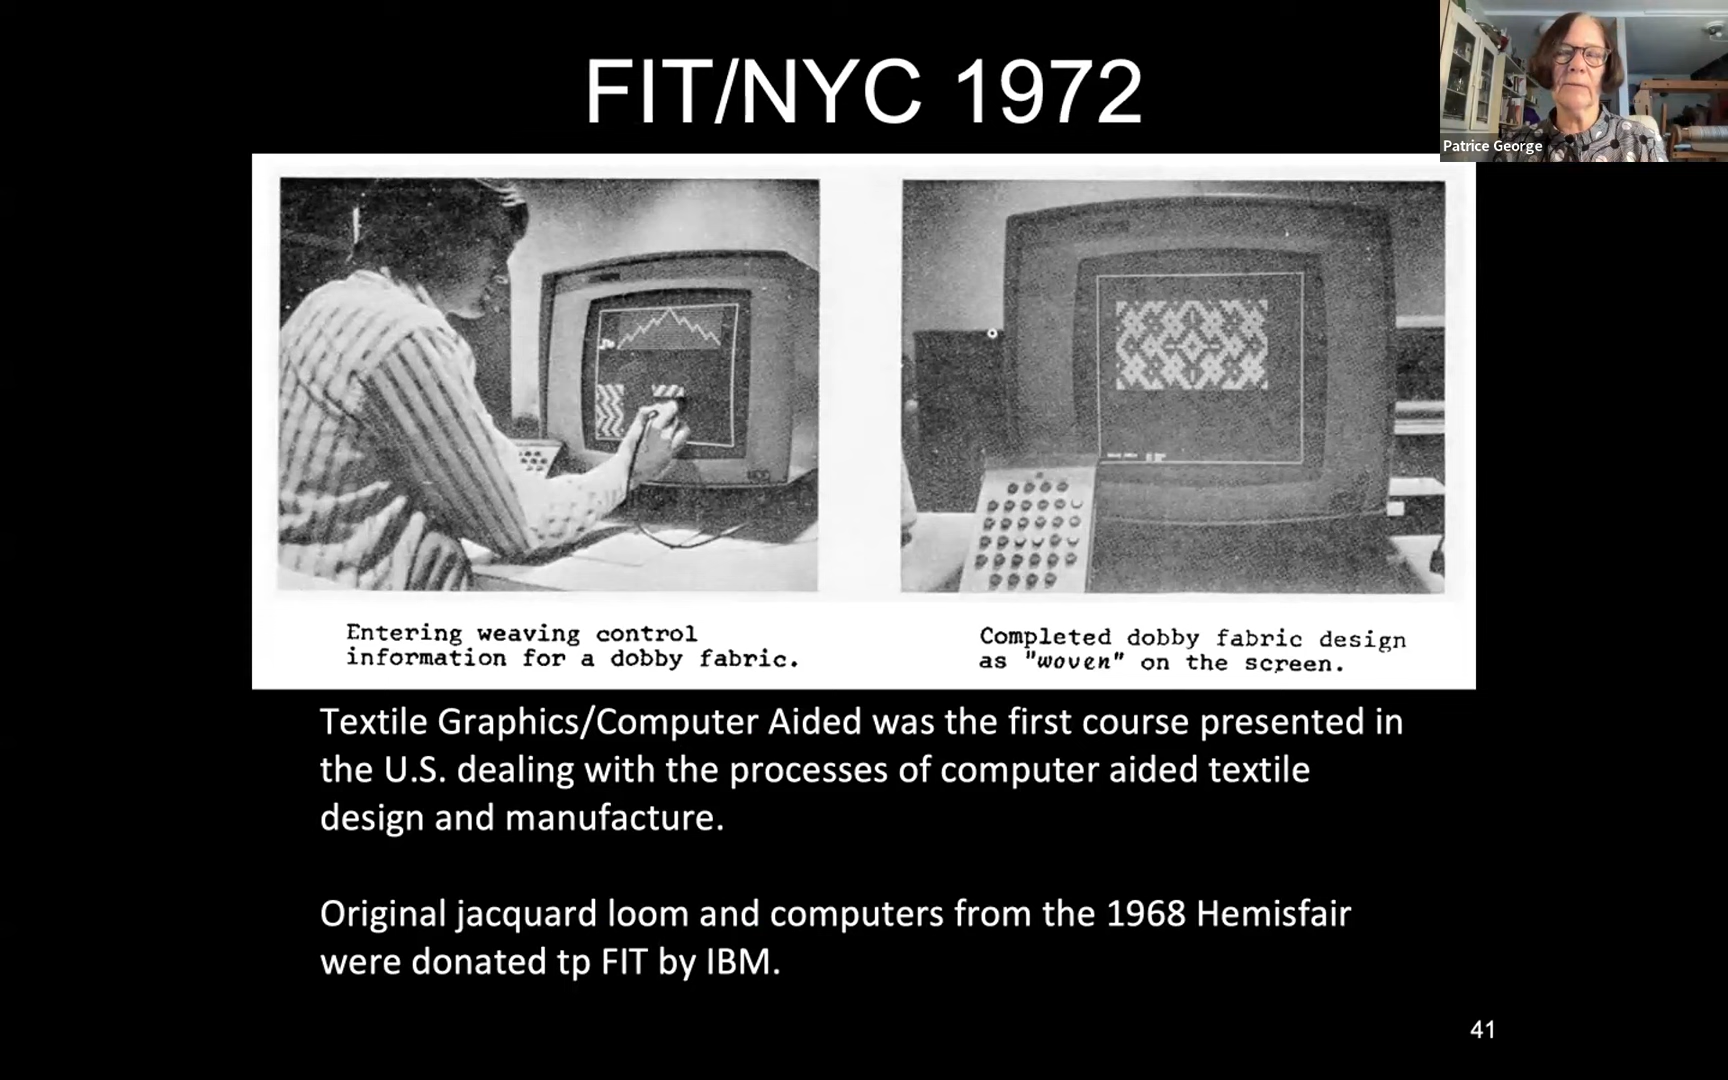 FIT/NYC 1972
Patrice George
Entering weaving control
information for a dobby fabric.
Completed dobby fabric design
as "woven" on the screen.
Textile Graphics/Computer Aided was the first course presented in
the U.S. dealing with the processes of computer aided textile
design and manufacture.
Original jacquard loom and computers from the 1968 Hemisfair
were donated tp FIT by IBM.
41